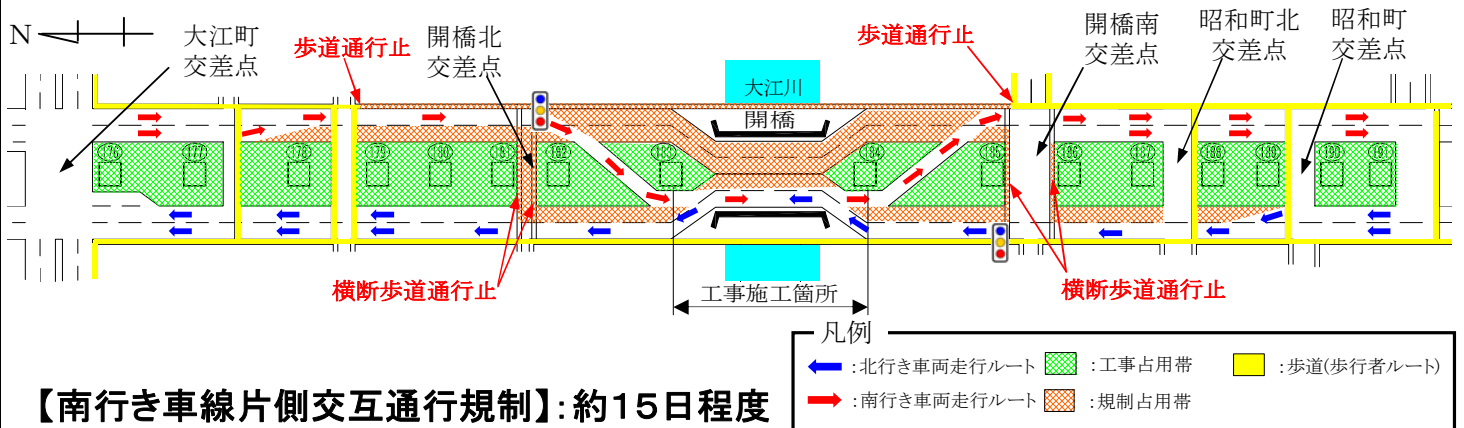 N
大江町
交差点
歩道通行止
開橋北
交差点
歩道通行止
開橋南
交差点
昭和町北
交差点
昭和町
交差点
大江川
開橋
176
177
178
179
180
181
182
183
184
185
186
187
188
189
190
191
横断歩道通行止
工事施工箇所
横断歩道通行止
凡例
:北行き車両走行ルート
:工事占用帯
:歩道(歩行者ルート)
:南行き車両走行ルート
:規制占用帯
【南行き車線片側交互通行規制】:約15日程度